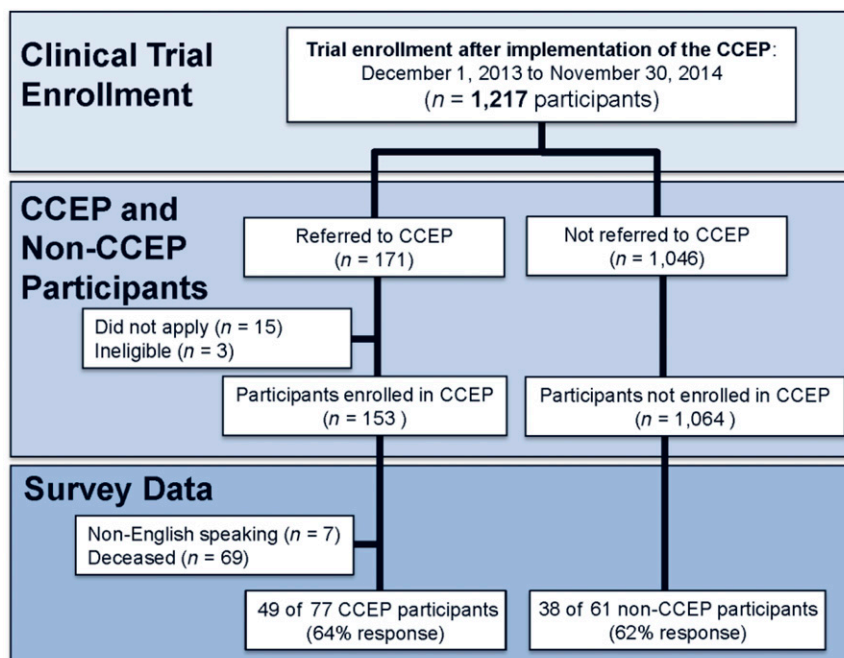 Clinical Trial
Enrollment
Trial enrollment after implementation of the CCEP:
December 1, 2013 to November 30, 2014
(n = 1,217 participants)
CCEP and
Non-CCEP
Participants
Referred to CCEP
(n = 171)
Not referred to CCEP
(n = 1,046)
Did not apply (n = 15)
Ineligible (n = 3)
Participants enrolled in CCEP
(n = 153 )
Participants not enrolled in CCEP
(n = 1,064 )
Survey Data
Non-English speaking (n = 7)
Deceased (n = 69)
49 of 77 CCEP participants
(64% response)
38 of 61 non-CCEP participants
(62% response)